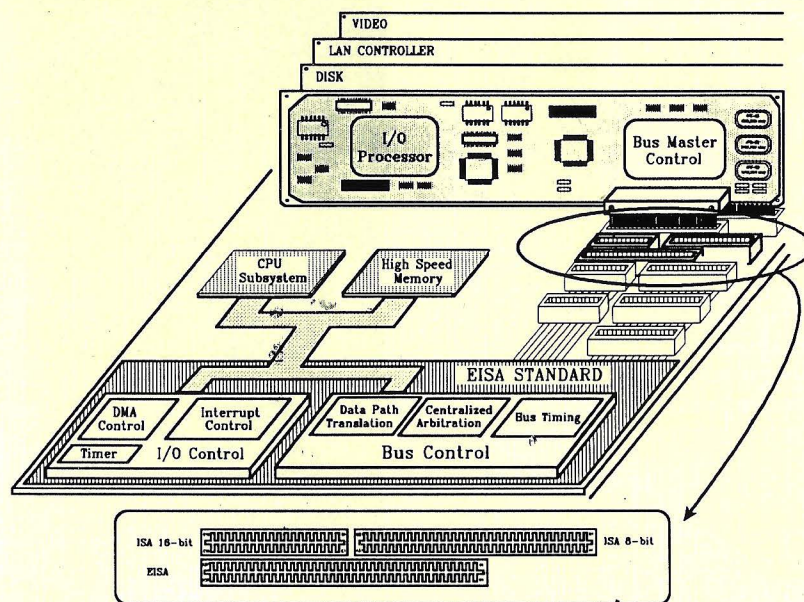 VIDEO
LAN CONTROLLER
DISK
I/O
Processor
Bus Master
Control
CPU
Subsystem
High Speed
Memory
EISA STANDARD
DMA
Control
Interrupt
Control
Timer
I/O Control
Data Path
Translation
Centralized
Arbitration
Bus Timing
Bus Control
ISA 16-bit
ISA 8-bit
EISA